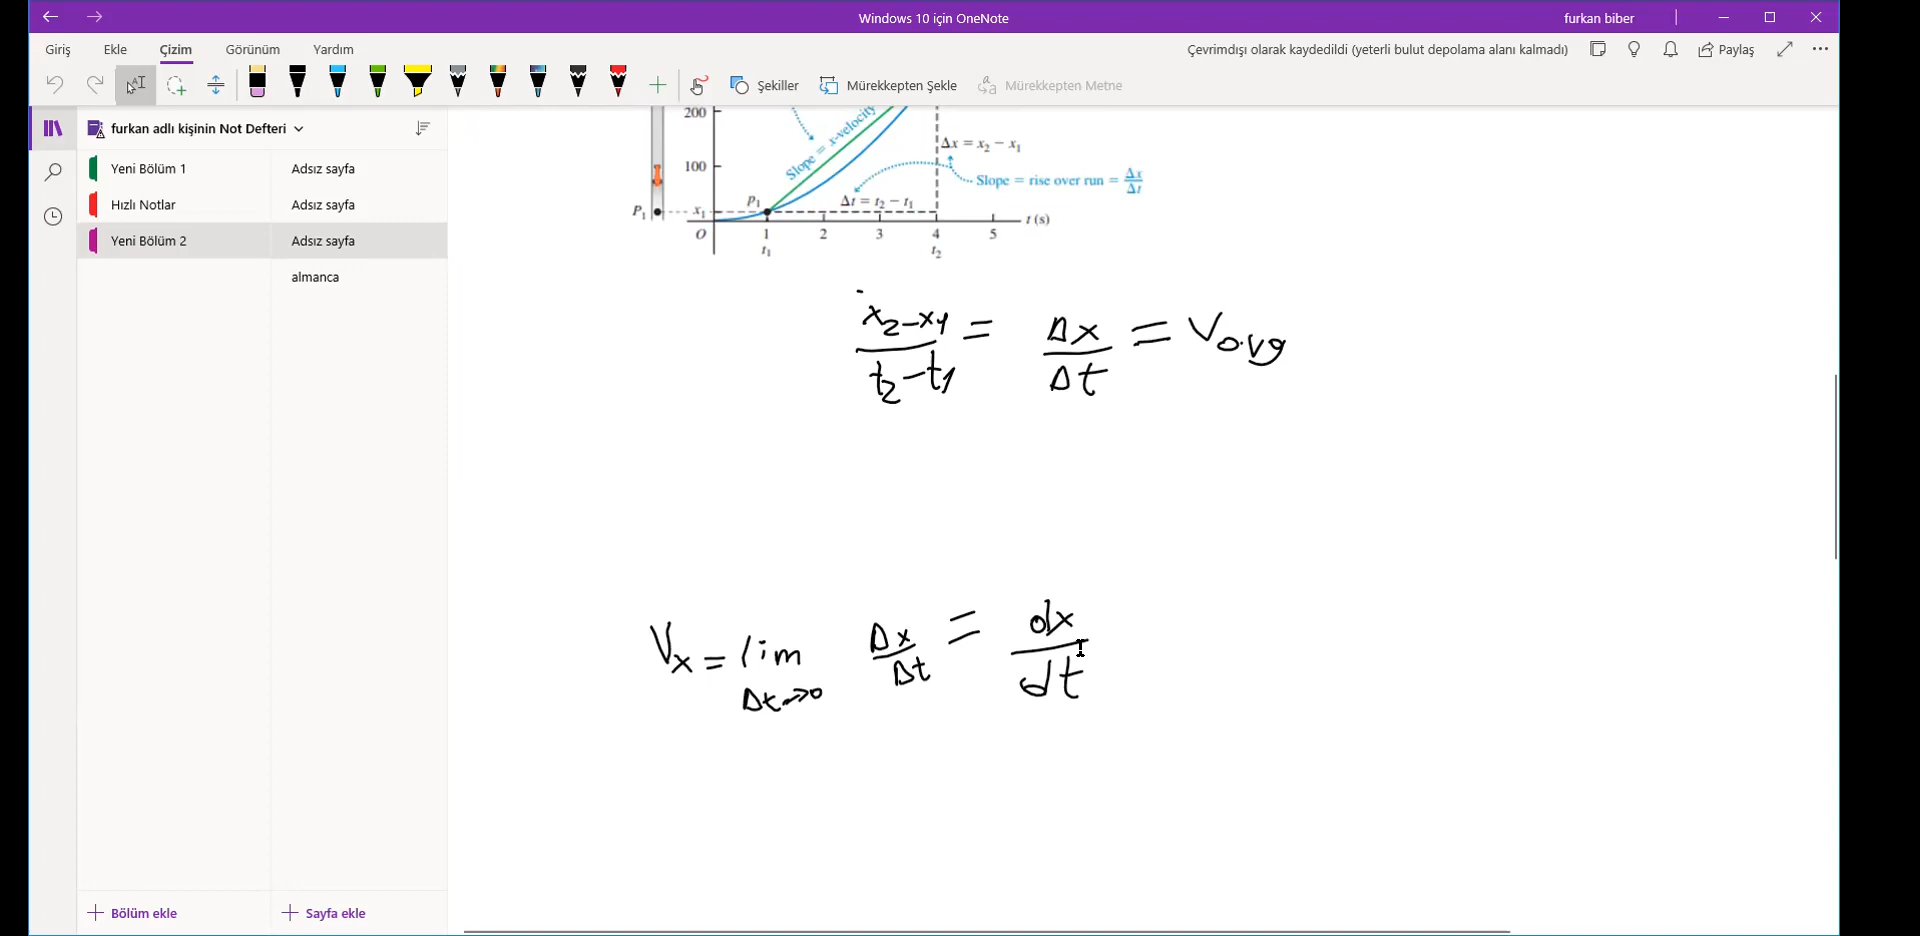 Windows 10 için OneNote
furkan biber
Giriş Ekle Çizim Görünüm Yardım
Çevrimdışı olarak kaydedildi (yeterli bulut depolama alanı kalmadı)
Paylaş
Şekiller
Mürekkepten Şekle
Mürekkepten Metne
furkan adlı kişinin Not Defteri
Yeni Bölüm 1
Hızlı Notlar
Yeni Bölüm 2
Adsız sayfa
Adsız sayfa
Adsız sayfa
almanca
Bölüm ekle
Sayfa ekle
200
100
Slope = x-velocity
Δx = x₂ − x₁
Slope = rise over run = Δx/Δt
P₁
x₁
p₁
Δt = t₂ − t₁
t (s)
O 1 2 3 4 5
t₁ t₂
(x₂−x₁)/(t₂−t₁) = Δx/Δt = Vavg
Vx = lim Δt→0 Δx/Δt = dx/dt